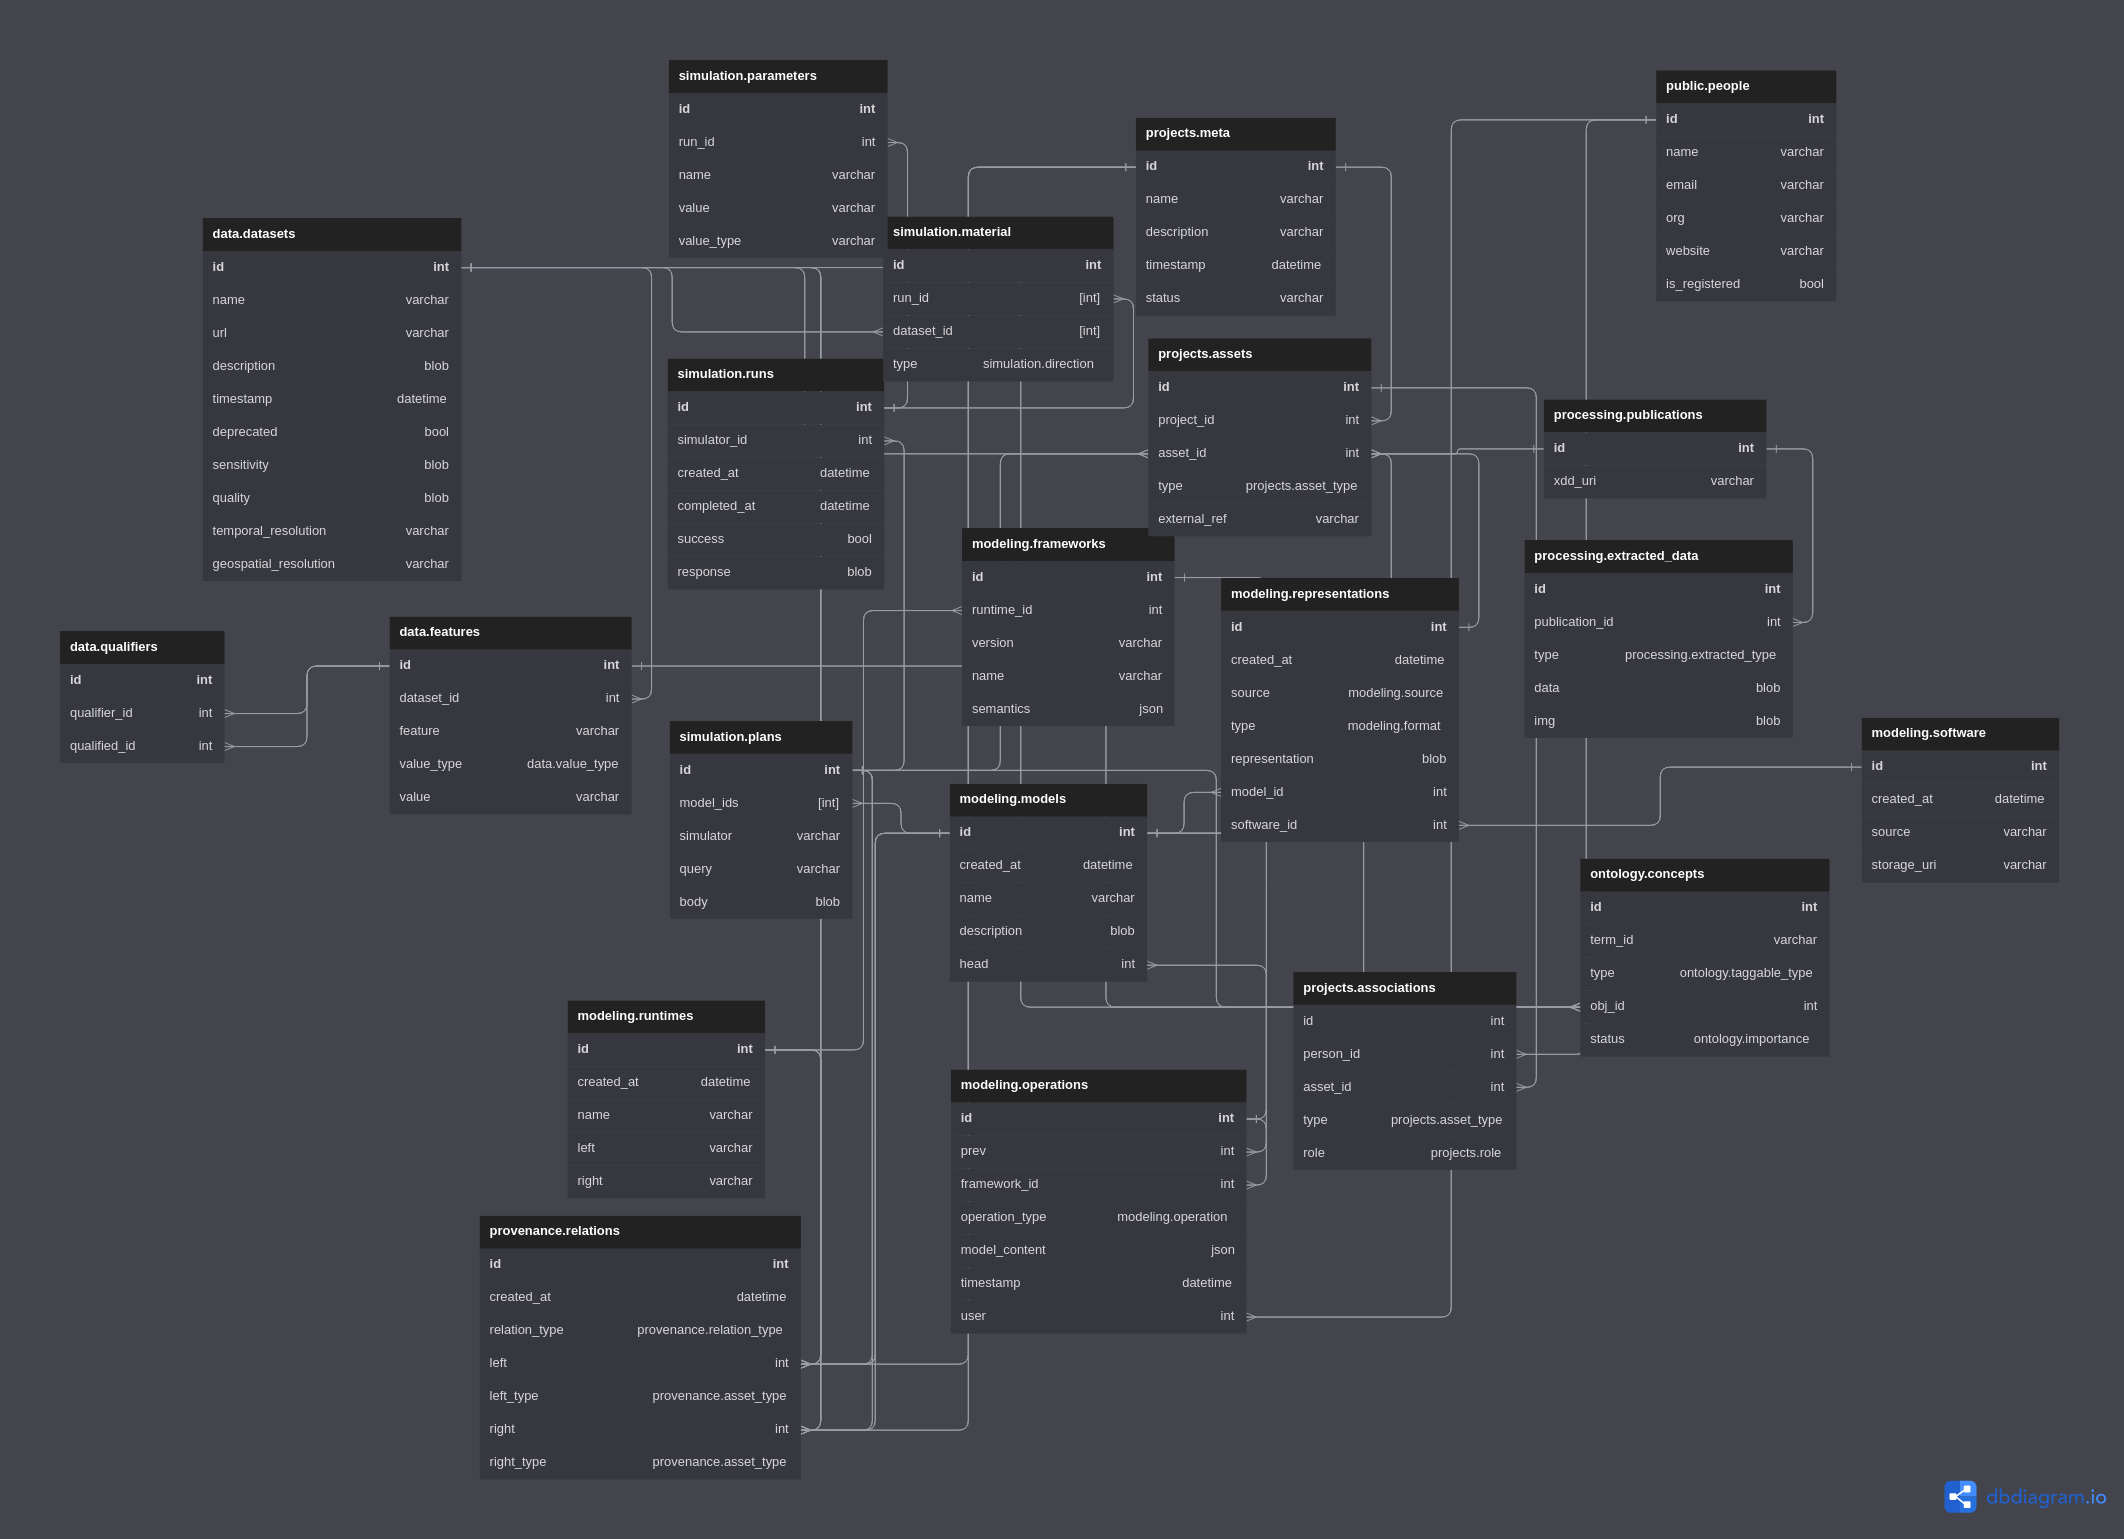 simulation.parameters
id int
run_id int
name varchar
value varchar
value_type varchar
public.people
id int
name varchar
email varchar
org varchar
website varchar
is_registered bool
projects.meta
id int
name varchar
description varchar
timestamp datetime
status varchar
data.datasets
id int
name varchar
url varchar
description blob
timestamp datetime
deprecated bool
sensitivity blob
quality blob
temporal_resolution varchar
geospatial_resolution varchar
simulation.material
id int
run_id [int]
dataset_id [int]
type simulation.direction
projects.assets
id int
project_id int
asset_id int
type projects.asset_type
external_ref varchar
simulation.runs
id int
simulator_id int
created_at datetime
completed_at datetime
success bool
response blob
processing.publications
id int
xdd_uri varchar
modeling.frameworks
id int
runtime_id int
version varchar
name varchar
semantics json
processing.extracted_data
id int
publication_id int
type processing.extracted_type
data blob
img blob
modeling.representations
id int
created_at datetime
source modeling.source
type modeling.format
representation blob
model_id int
software_id int
data.qualifiers
id int
qualifier_id int
qualified_id int
data.features
id int
dataset_id int
feature varchar
value_type data.value_type
value varchar
simulation.plans
id int
model_ids [int]
simulator varchar
query varchar
body blob
modeling.software
id int
created_at datetime
source varchar
storage_uri varchar
modeling.models
id int
created_at datetime
name varchar
description blob
head int
ontology.concepts
id int
term_id varchar
type ontology.taggable_type
obj_id int
status ontology.importance
projects.associations
id int
person_id int
asset_id int
type projects.asset_type
role projects.role
modeling.runtimes
id int
created_at datetime
name varchar
left varchar
right varchar
modeling.operations
id int
prev int
framework_id int
operation_type modeling.operation
model_content json
timestamp datetime
user int
provenance.relations
id int
created_at datetime
relation_type provenance.relation_type
left int
left_type provenance.asset_type
right int
right_type provenance.asset_type
dbdiagram.io